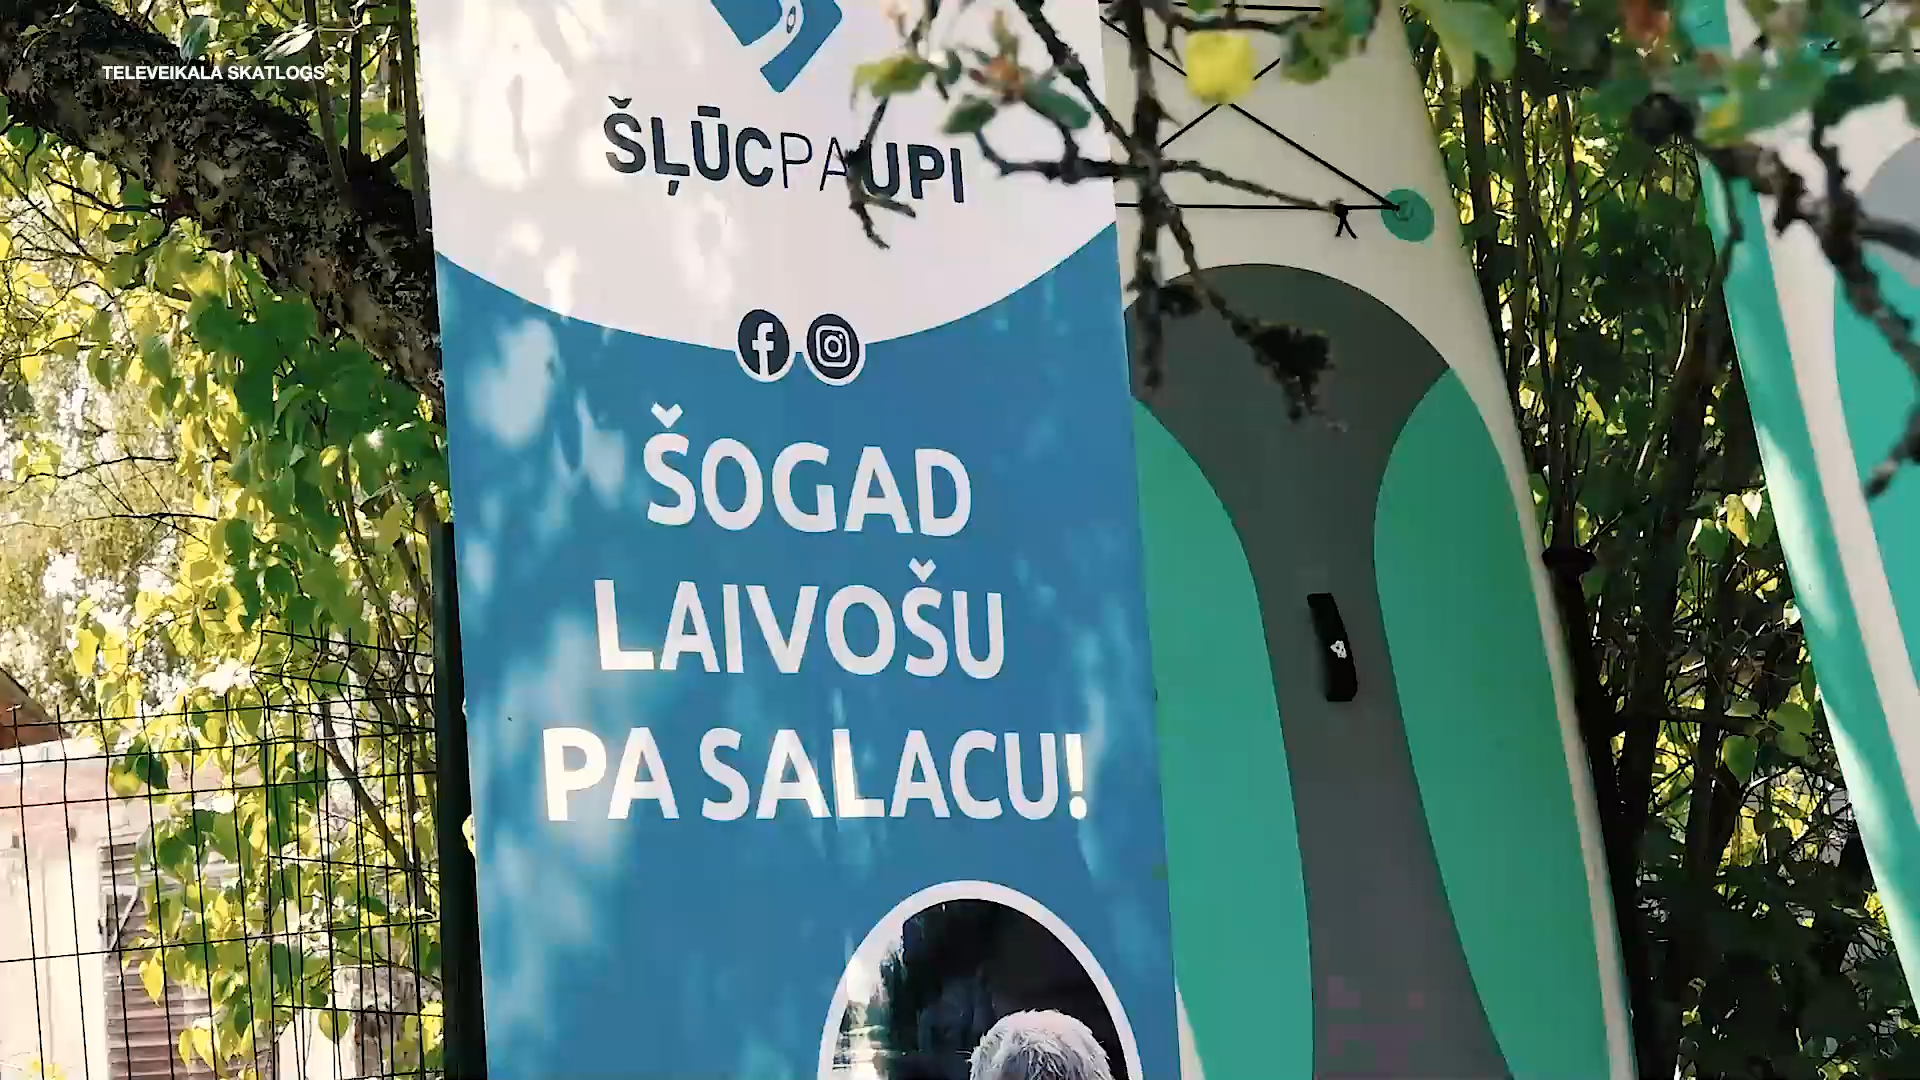 TELEVEIKALA SKATLOGS
ŠĻŪCPAUPI
ŠOGAD
LAIVOŠU
PA SALACU!